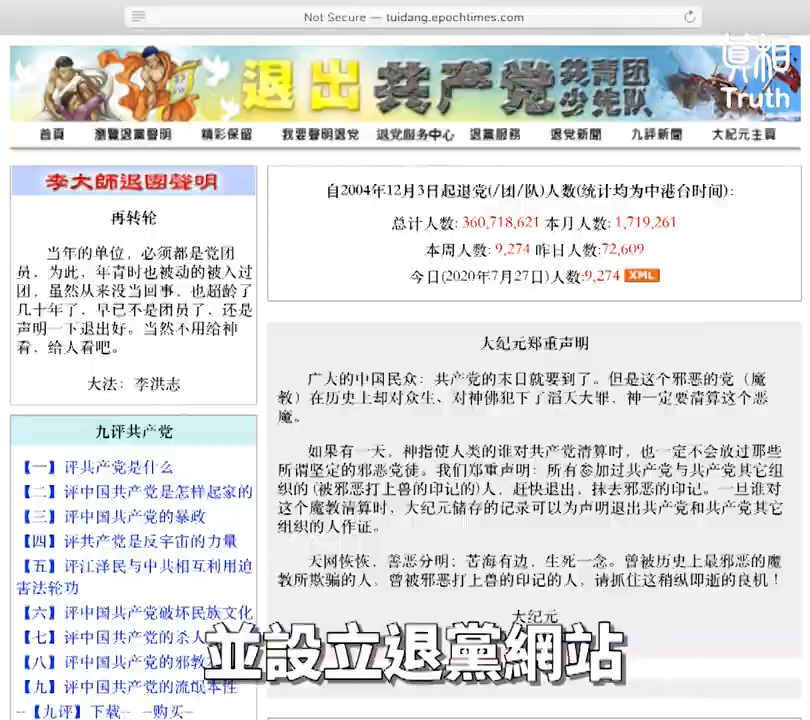 Not Secure — tuidang.epochtimes.com
真相
Truth
退出共产党共青团
少先队
首頁 瀏覽退黨聲明 精彩保留 我要聲明退党 退党服务中心 退黨服務 退党新聞 九評新聞 大紀元主頁
李大師退團聲明
再转轮
当年的单位，必须都是党团
员，为此，年青时也被动的被入过
团，虽然从来没当回事，也超龄了
几十年了，早已不是团员了，还是
声明一下退出好。当然不用给神
看，给人看吧。
大法：李洪志
九评共产党
【一】评共产党是什么
【二】评中国共产党是怎样起家的
【三】评中国共产党的暴政
【四】评共产党是反宇宙的力量
【五】评江泽民与中共相互利用迫
害法轮功
【六】评中国共产党破坏民族文化
【七】评中国共产党的杀人
【八】评中国共产党的邪教
【九】评中国共产党的流氓本性
--【九评】下载-- --购买--
自2004年12月3日起退党(/团/队)人数(统计均为中港台时间):
总计人数: 360,718,621 本月人数: 1,719,261
本周人数: 9,274 昨日人数:72,609
今日(2020年7月27日)人数:9,274 XML
大纪元郑重声明
广大的中国民众：共产党的末日就要到了。但是这个邪恶的党（魔
教）在历史上却对众生、对神佛犯下了滔天大罪，神一定要清算这个恶
魔。
如果有一天，神指使人类的谁对共产党清算时，也一定不会放过那些
所谓坚定的邪恶党徒。我们郑重声明：所有参加过共产党与共产党其它组
织的（被邪恶打上兽的印记的)人，赶快退出，抹去邪恶的印记。一旦谁对
这个魔教清算时，大纪元储存的记录可以为声明退出共产党和共产党其它
组织的人作证。
天网恢恢，善恶分明；苦海有边，生死一念。曾被历史上最邪恶的魔
教所欺骗的人，曾被邪恶打上兽的印记的人，请抓住这稍纵即逝的良机！
大纪元
並設立退黨網站